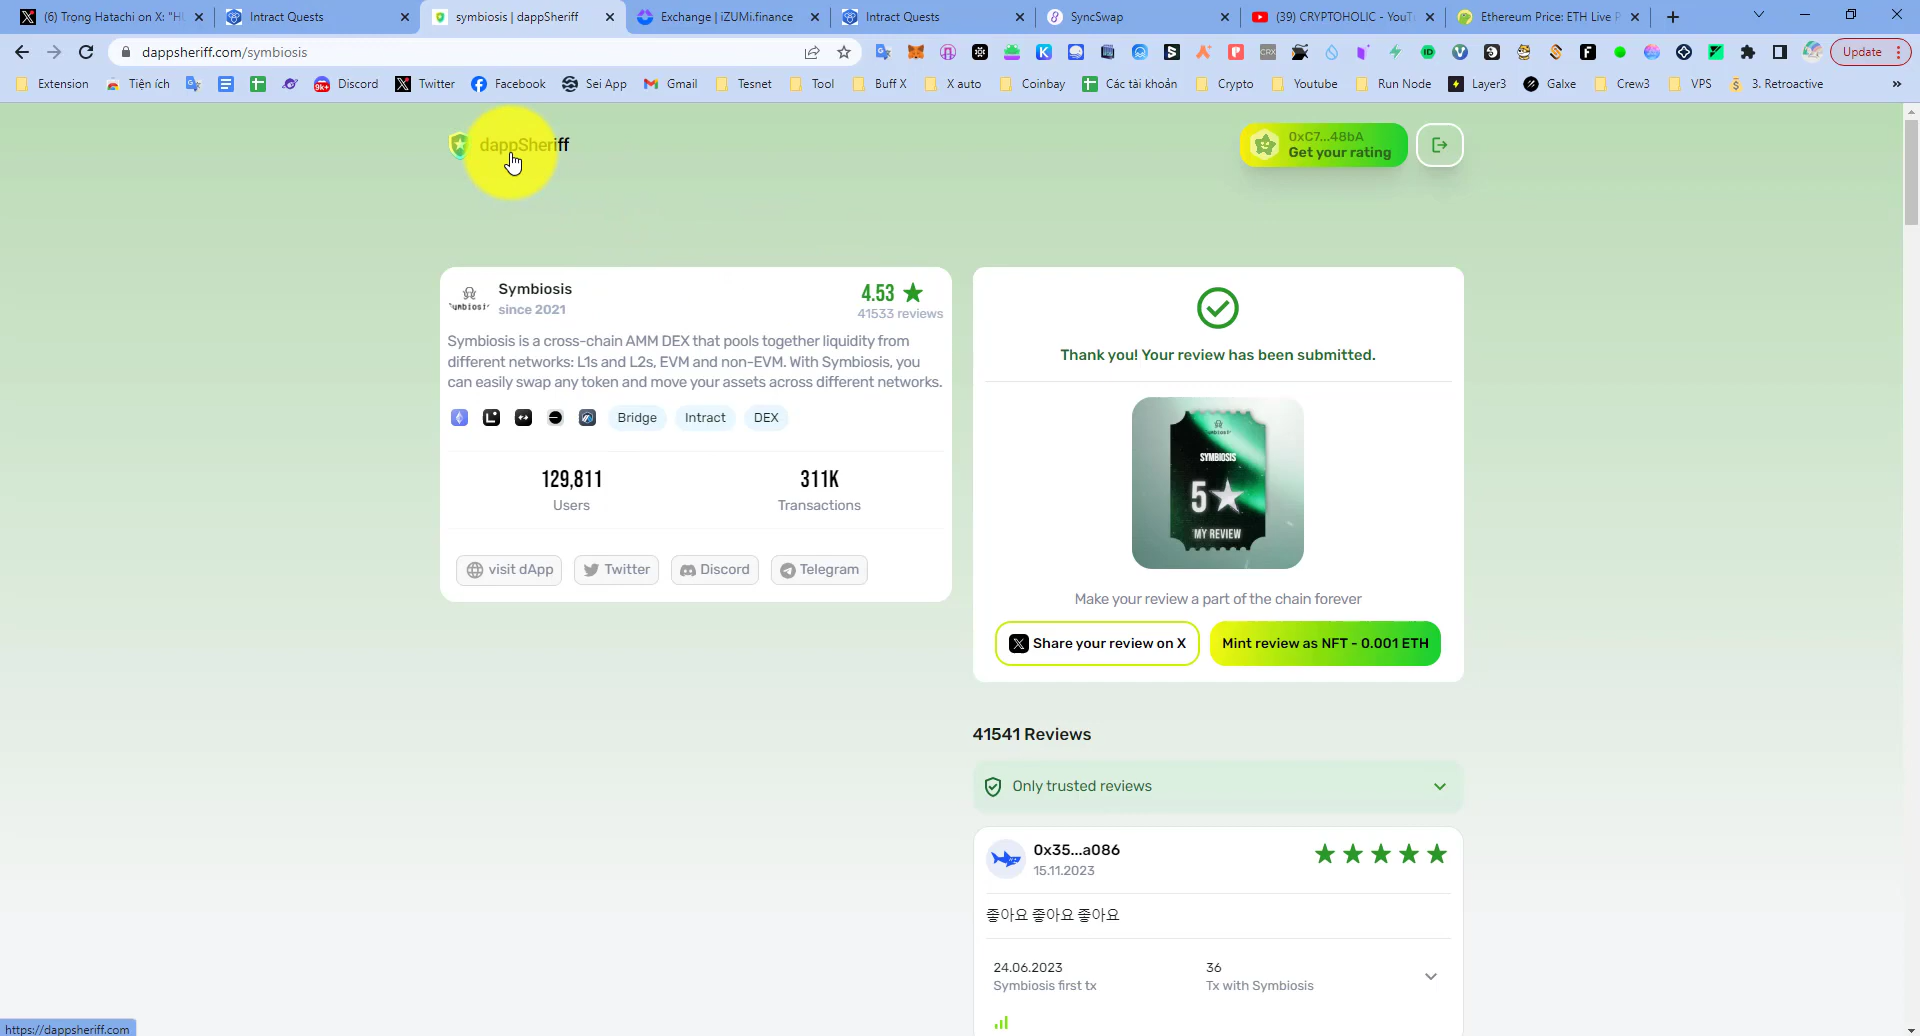 (6) Trọng Hatachi on X: "HU
Intract Quests
symbiosis | dappSheriff
Exchange | iZUMi.finance
Intract Quests
SyncSwap
(39) CRYPTOHOLIC - YouT
Ethereum Price: ETH Live P
dappsheriff.com/symbiosis
Update
Extension
Tiện ích
9k+
Discord
Twitter
Facebook
Sei App
Gmail
Tesnet
Tool
Buff X
X auto
Coinbay
Các tài khoản
Crypto
Youtube
Run Node
Layer3
Galxe
Crew3
VPS
3. Retroactive
dappSheriff
0xC7...48bA
Get your rating
Symbiosis
since 2021
4.53
41533 reviews
Symbiosis is a cross-chain AMM DEX that pools together liquidity from
different networks: L1s and L2s, EVM and non-EVM. With Symbiosis, you
can easily swap any token and move your assets across different networks.
Bridge
Intract
DEX
129,811
Users
311K
Transactions
visit dApp
Twitter
Discord
Telegram
Thank you! Your review has been submitted.
SYMBIOSIS
5
MY REVIEW
Make your review a part of the chain forever
Share your review on X
Mint review as NFT - 0.001 ETH
41541 Reviews
Only trusted reviews
0x35...a086
15.11.2023
좋아요 좋아요 좋아요
24.06.2023
Symbiosis first tx
36
Tx with Symbiosis
https://dappsheriff.com